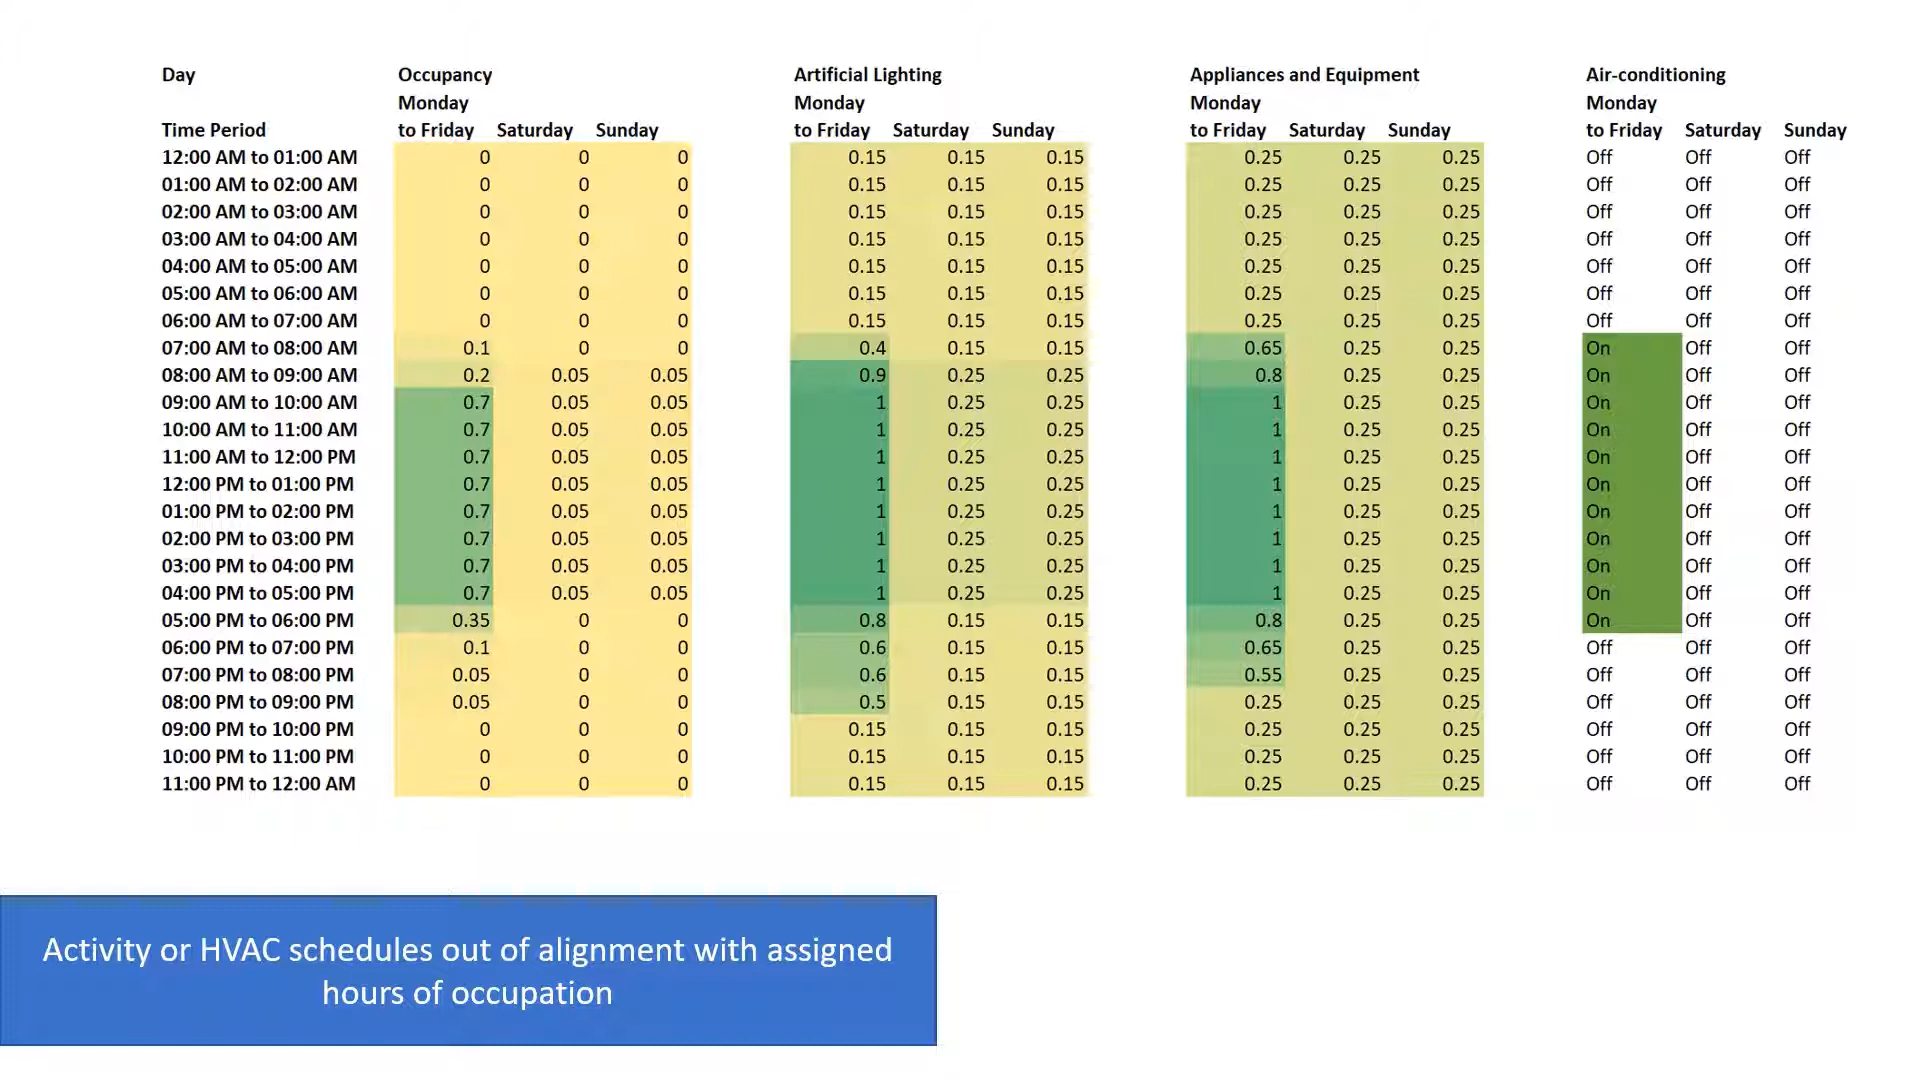 Day Occupancy Artificial Lighting Appliances and Equipment Air-conditioning
Monday Monday Monday Monday
Time Period to Friday Saturday Sunday to Friday Saturday Sunday to Friday Saturday Sunday to Friday Saturday Sunday
12:00 AM to 01:00 AM 0 0 0 0.15 0.15 0.15 0.25 0.25 0.25 Off Off Off
01:00 AM to 02:00 AM 0 0 0 0.15 0.15 0.15 0.25 0.25 0.25 Off Off Off
02:00 AM to 03:00 AM 0 0 0 0.15 0.15 0.15 0.25 0.25 0.25 Off Off Off
03:00 AM to 04:00 AM 0 0 0 0.15 0.15 0.15 0.25 0.25 0.25 Off Off Off
04:00 AM to 05:00 AM 0 0 0 0.15 0.15 0.15 0.25 0.25 0.25 Off Off Off
05:00 AM to 06:00 AM 0 0 0 0.15 0.15 0.15 0.25 0.25 0.25 Off Off Off
06:00 AM to 07:00 AM 0 0 0 0.15 0.15 0.15 0.25 0.25 0.25 Off Off Off
07:00 AM to 08:00 AM 0.1 0 0 0.4 0.15 0.15 0.65 0.25 0.25 On Off Off
08:00 AM to 09:00 AM 0.2 0.05 0.05 0.9 0.25 0.25 0.8 0.25 0.25 On Off Off
09:00 AM to 10:00 AM 0.7 0.05 0.05 1 0.25 0.25 1 0.25 0.25 On Off Off
10:00 AM to 11:00 AM 0.7 0.05 0.05 1 0.25 0.25 1 0.25 0.25 On Off Off
11:00 AM to 12:00 PM 0.7 0.05 0.05 1 0.25 0.25 1 0.25 0.25 On Off Off
12:00 PM to 01:00 PM 0.7 0.05 0.05 1 0.25 0.25 1 0.25 0.25 On Off Off
01:00 PM to 02:00 PM 0.7 0.05 0.05 1 0.25 0.25 1 0.25 0.25 On Off Off
02:00 PM to 03:00 PM 0.7 0.05 0.05 1 0.25 0.25 1 0.25 0.25 On Off Off
03:00 PM to 04:00 PM 0.7 0.05 0.05 1 0.25 0.25 1 0.25 0.25 On Off Off
04:00 PM to 05:00 PM 0.7 0.05 0.05 1 0.25 0.25 1 0.25 0.25 On Off Off
05:00 PM to 06:00 PM 0.35 0 0 0.8 0.15 0.15 0.8 0.25 0.25 On Off Off
06:00 PM to 07:00 PM 0.1 0 0 0.6 0.15 0.15 0.65 0.25 0.25 Off Off Off
07:00 PM to 08:00 PM 0.05 0 0 0.6 0.15 0.15 0.55 0.25 0.25 Off Off Off
08:00 PM to 09:00 PM 0.05 0 0 0.5 0.15 0.15 0.25 0.25 0.25 Off Off Off
09:00 PM to 10:00 PM 0 0 0 0.15 0.15 0.15 0.25 0.25 0.25 Off Off Off
10:00 PM to 11:00 PM 0 0 0 0.15 0.15 0.15 0.25 0.25 0.25 Off Off Off
11:00 PM to 12:00 AM 0 0 0 0.15 0.15 0.15 0.25 0.25 0.25 Off Off Off
Activity or HVAC schedules out of alignment with assigned
hours of occupation